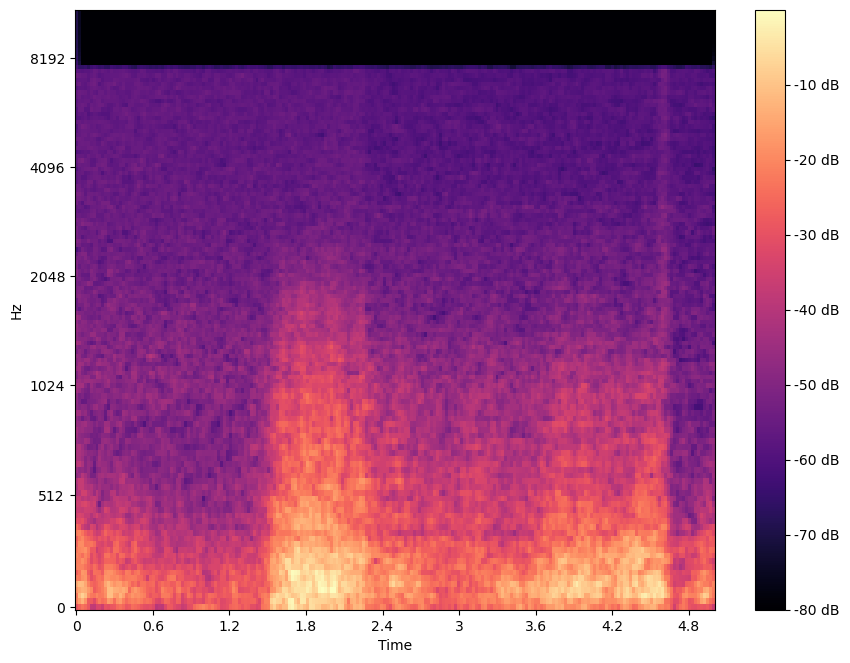 8192
4096
2048
1024
512
0
Hz
0 0.6 1.2 1.8 2.4 3 3.6 4.2 4.8
Time
-10 dB
-20 dB
-30 dB
-40 dB
-50 dB
-60 dB
-70 dB
-80 dB